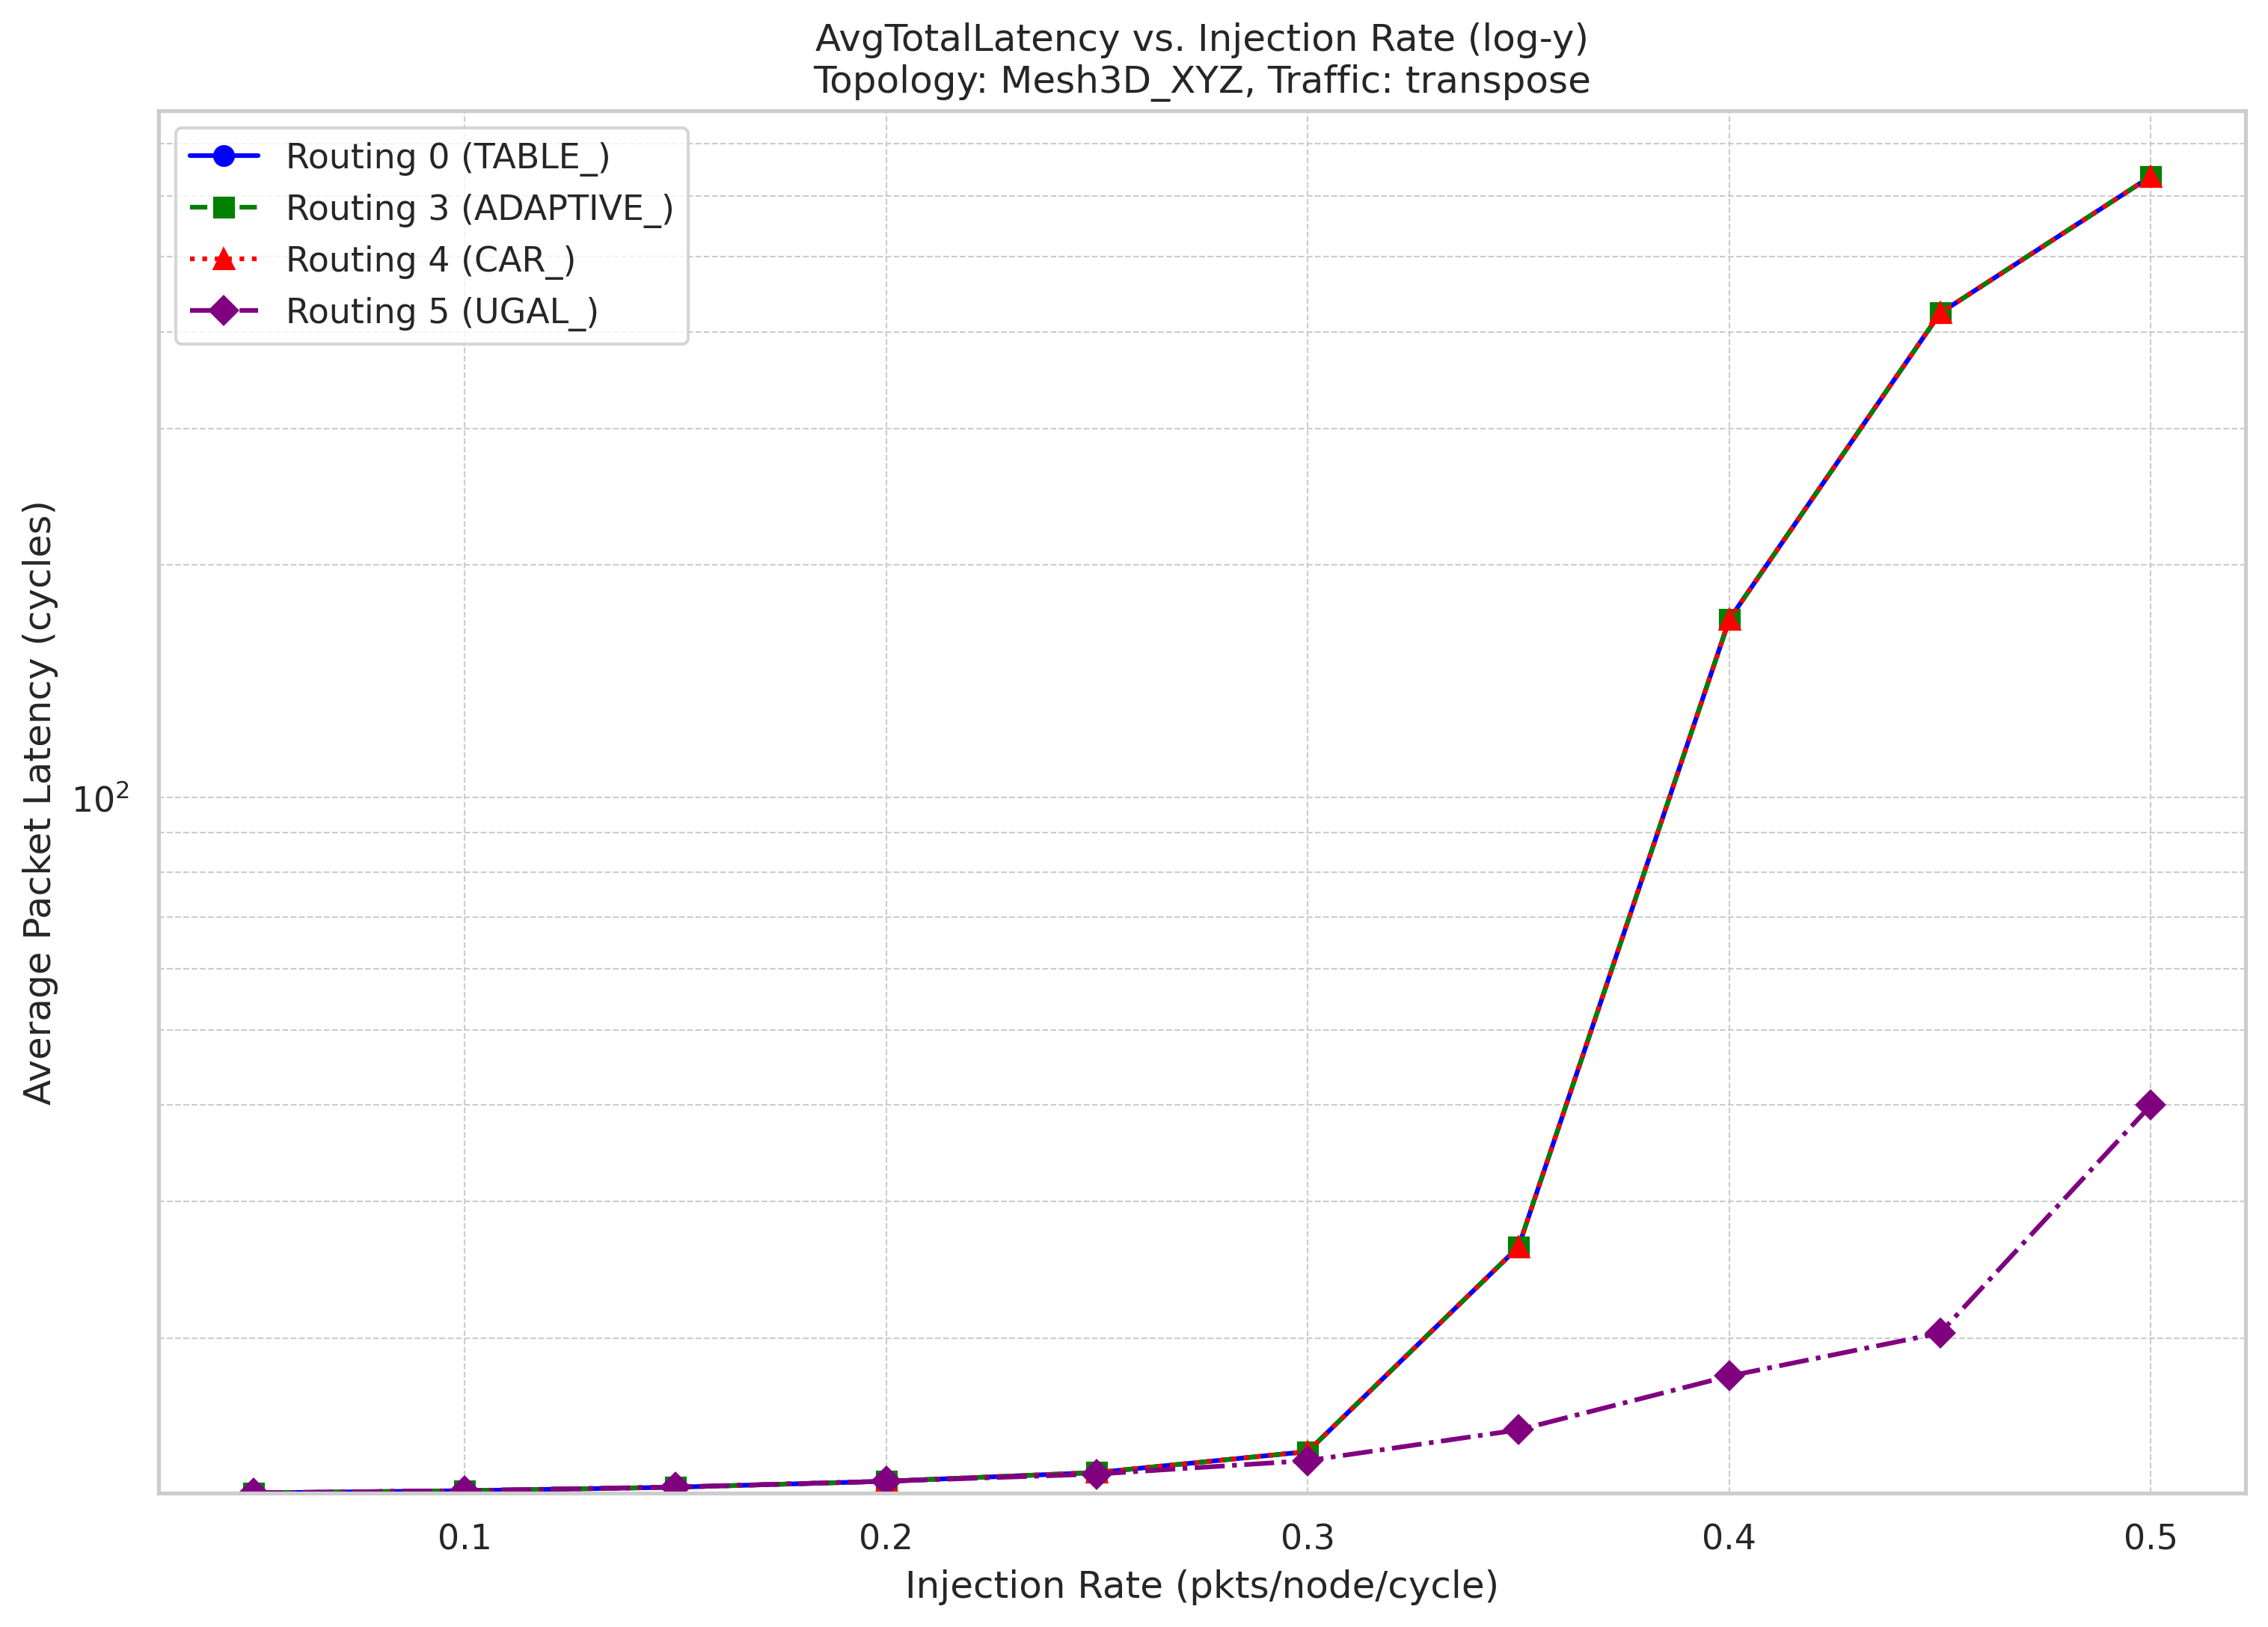 AvgTotalLatency vs. Injection Rate (log-y)
Topology: Mesh3D_XYZ, Traffic: transpose
Routing 0 (TABLE_)
Routing 3 (ADAPTIVE_)
Routing 4 (CAR_)
Routing 5 (UGAL_)
Average Packet Latency (cycles)
10²
0.1 0.2 0.3 0.4 0.5
Injection Rate (pkts/node/cycle)